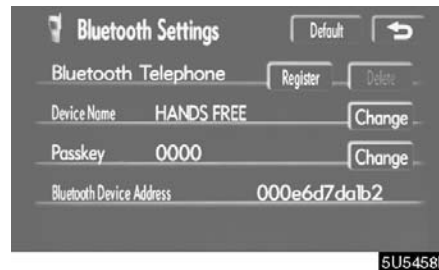 Bluetooth Settings Default
Bluetooth Telephone Register Delete
Device Name HANDS FREE Change
Passkey 0000 Change
Bluetooth Device Address 000e6d7da1b2
5U5458